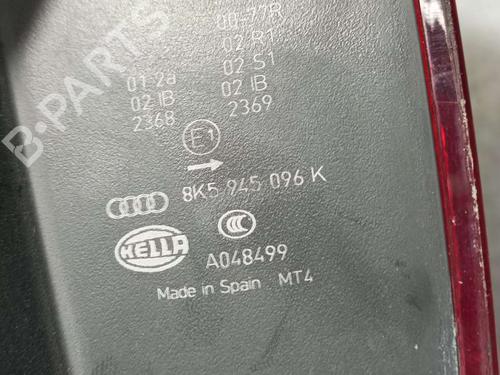 B-PARTS
00-77R
02 R1
02 S1
01 2a 02 IB
02 IB 2369
2368
E1
8K5 945 096 K
HELLA
CCC
A048499
Made in Spain MT4